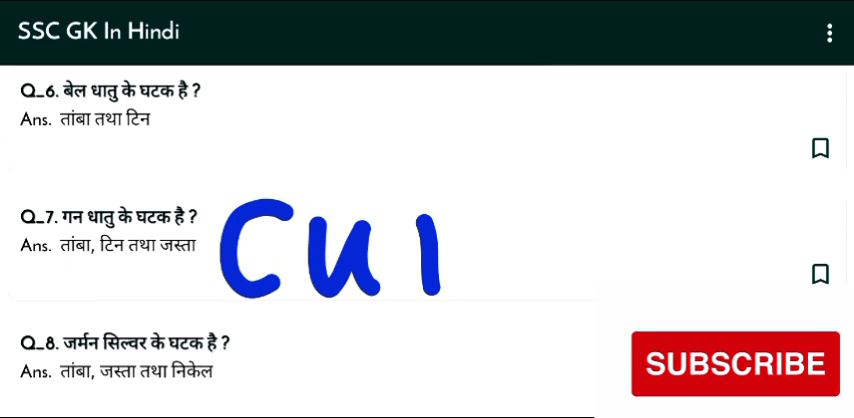 SSC GK In Hindi
Q_6. बेल धातु के घटक है ?
Ans. तांबा तथा टिन
Q_7. गन धातु के घटक है ?
Ans. तांबा, टिन तथा जस्ता
CUI
Q_8. जर्मन सिल्वर के घटक है ?
Ans. तांबा, जस्ता तथा निकेल
SUBSCRIBE